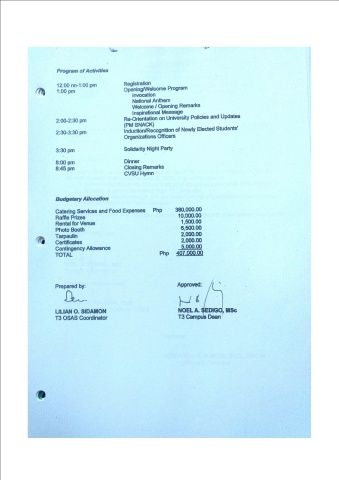 Program of Activities
12:00 nn-1:00 pm Registration
1:00 pm Opening/Welcome Program
Invocation
National Anthem
Welcome / Opening Remarks
Inspirational Message
2:00-2:30 pm Re-Orientation on University Policies and Updates
(PM SNACK)
2:30-3:30 pm Induction/Recognition of Newly Elected Students'
Organizations Officers
3:30 pm Solidarity Night Party
8:00 pm Dinner
8:45 pm Closing Remarks
CVSU Hymn
Budgetary Allocation
Catering Services and Food Expenses Php 380,000.00
Raffle Prizes 10,000.00
Rental for Venue 1,500.00
Photo Booth 6,500.00
Tarpaulin 2,000.00
Certificates 2,000.00
Contingency Allowance 5,000.00
TOTAL Php 407,000.00
Prepared by: Approved:
LILIAN O. SIDAMON NOEL A. SEDIGO, MSc
T3 OSAS Coordinator T3 Campus Dean